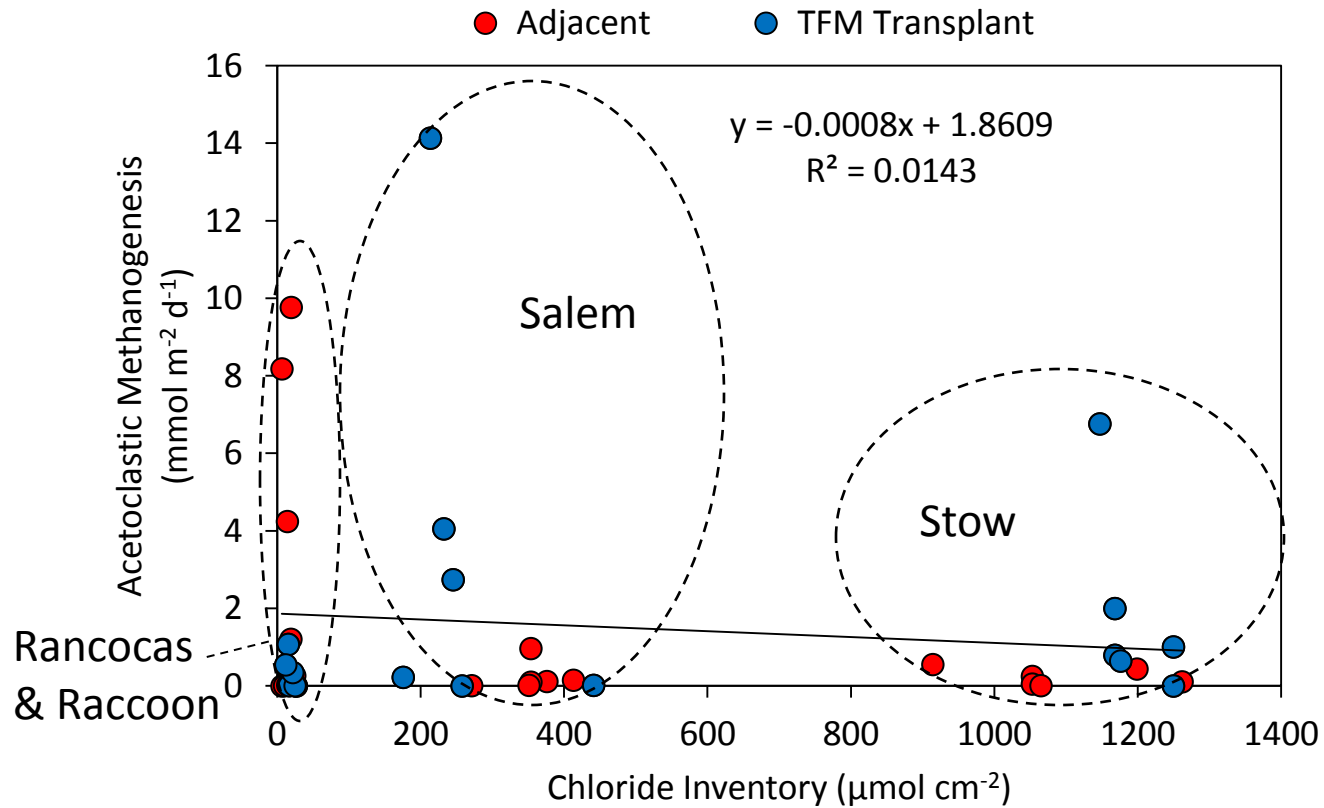 Adjacent TFM Transplant
16
14
12
10
8
6
4
2
0
Acetoclastic Methanogenesis
(mmol m⁻² d⁻¹)
y = -0.0008x + 1.8609
R² = 0.0143
Salem
Stow
Rancocas
& Raccoon
0 200 400 600 800 1000 1200 1400
Chloride Inventory (µmol cm⁻²)